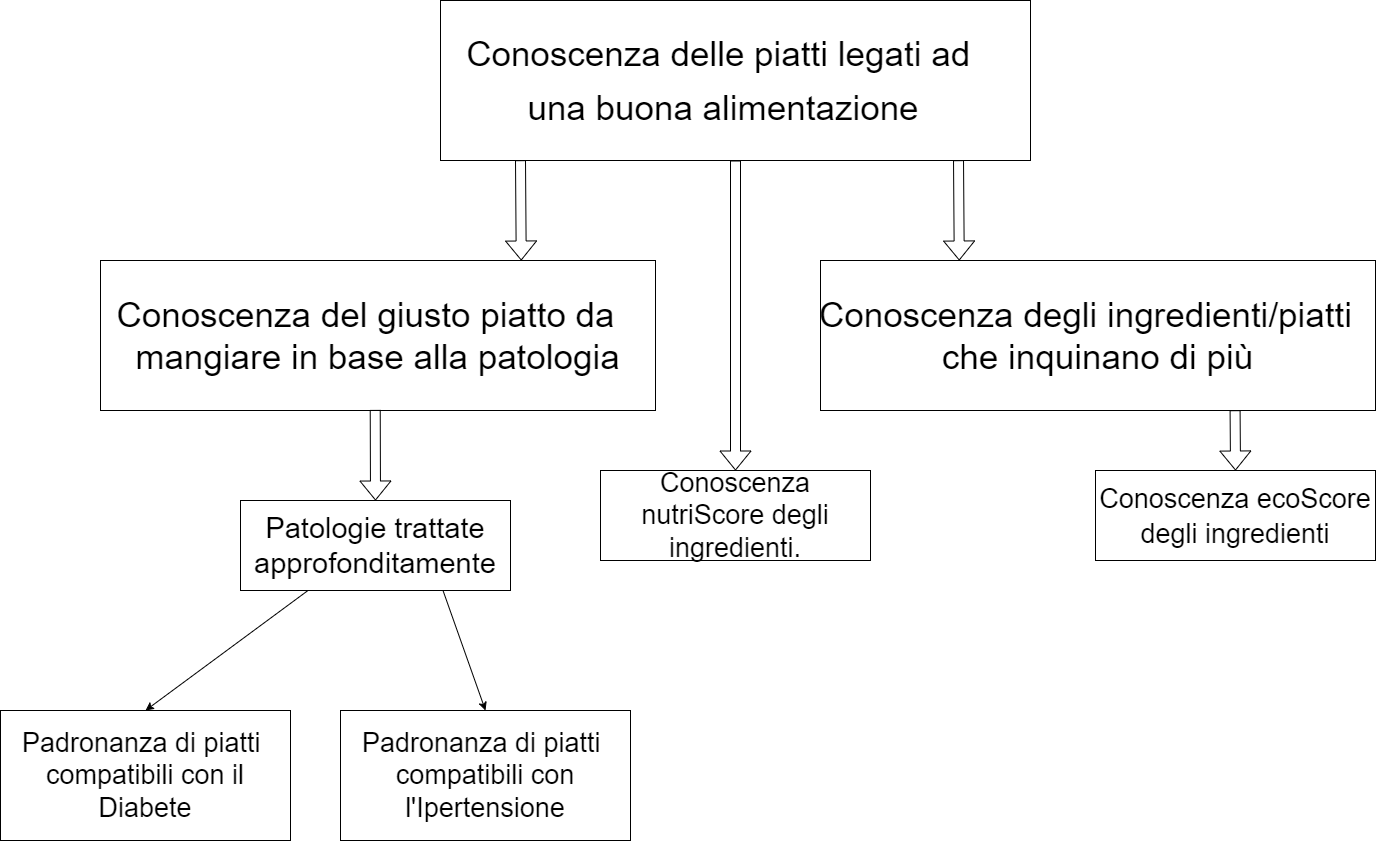 Conoscenza delle piatti legati ad
una buona alimentazione
Conoscenza del giusto piatto da
mangiare in base alla patologia
Conoscenza degli ingredienti/piatti
che inquinano di più
Patologie trattate
approfonditamente
Conoscenza
nutriScore degli
ingredienti.
Conoscenza ecoScore
degli ingredienti
Padronanza di piatti
compatibili con il
Diabete
Padronanza di piatti
compatibili con
l'Ipertensione